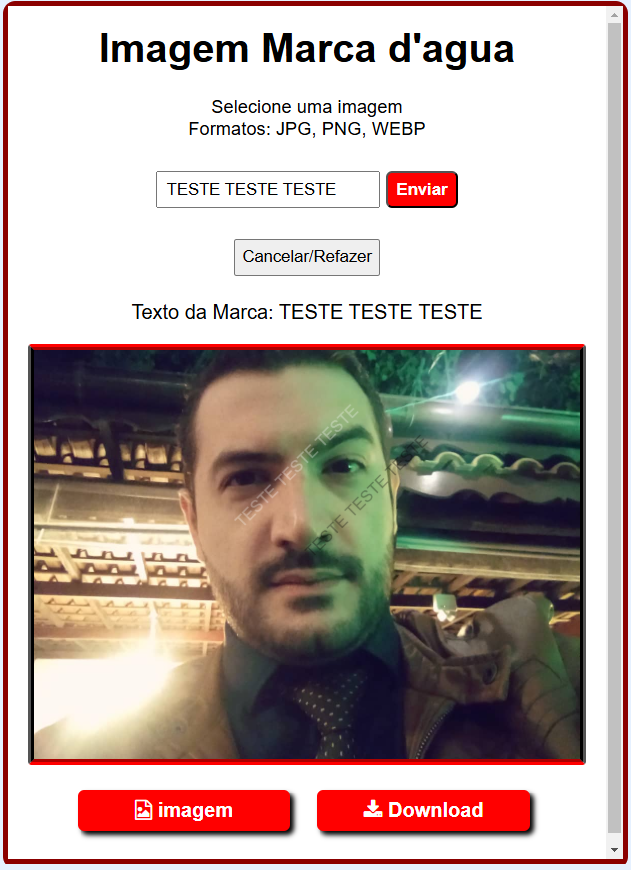 Imagem Marca d'agua
Selecione uma imagem
Formatos: JPG, PNG, WEBP
TESTE TESTE TESTE
Enviar
Cancelar/Refazer
Texto da Marca: TESTE TESTE TESTE
TESTE TESTE TESTE
TESTE TESTE TESTE
imagem
Download